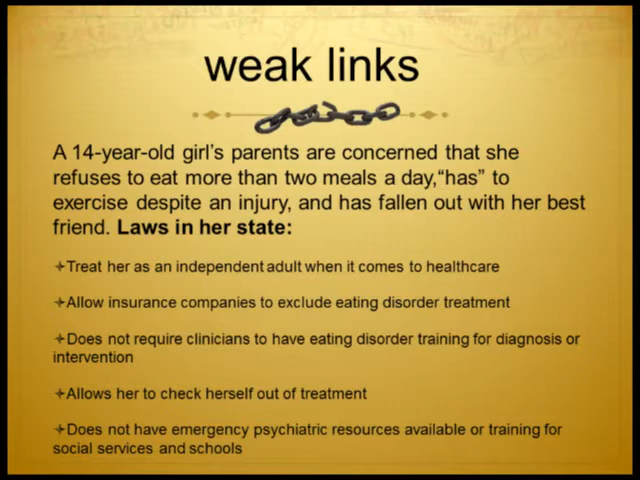 weak links
A 14-year-old girl’s parents are concerned that she
refuses to eat more than two meals a day,“has” to
exercise despite an injury, and has fallen out with her best
friend. Laws in her state:
Treat her as an independent adult when it comes to healthcare
Allow insurance companies to exclude eating disorder treatment
Does not require clinicians to have eating disorder training for diagnosis or
intervention
Allows her to check herself out of treatment
Does not have emergency psychiatric resources available or training for
social services and schools